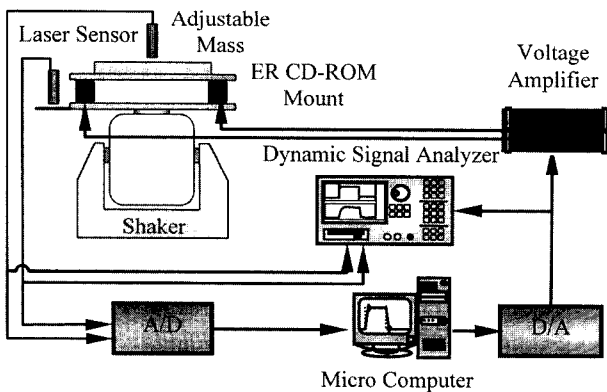 Laser Sensor
Adjustable
Mass
ER CD-ROM
Mount
Voltage
Amplifier
Dynamic Signal Analyzer
Shaker
A/D
D/A
Micro Computer